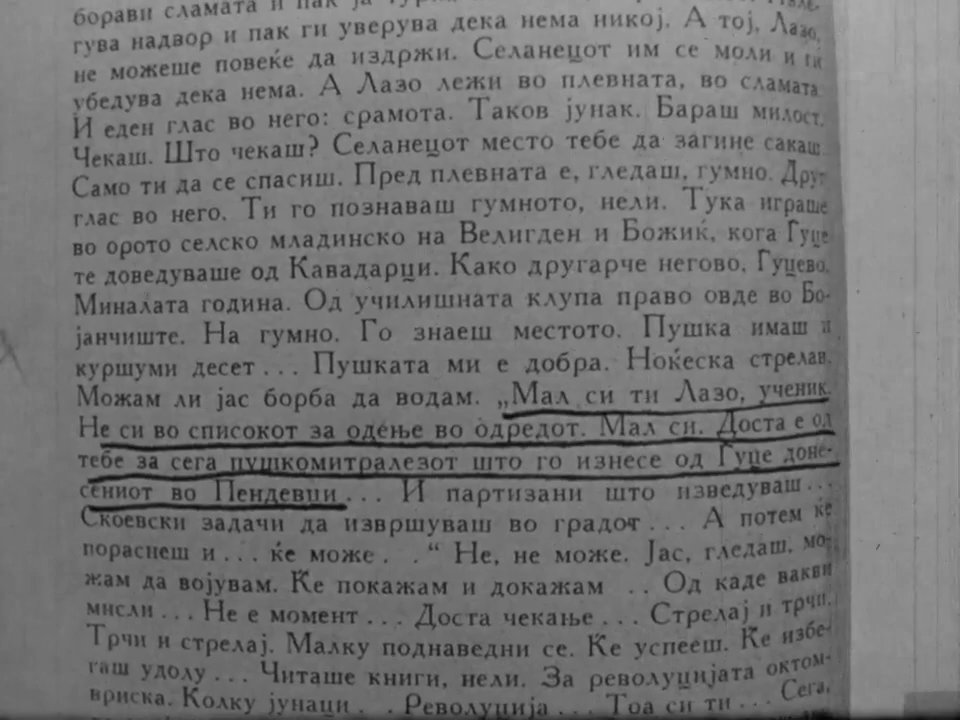 борави сламата и пак ја
гува надвор и пак ги уверува дека нема никој. А тој, Лазо,
не можеше повеќе да издржи. Селанецот им се моли и ги
убедува дека нема. А Лазо лежи во плевната, во сламата
И еден глас во него: срамота. Таков јунак. Бараш милост.
Чекаш. Што чекаш? Селанецот место тебе да загине сакаш
Само ти да се спасиш. Пред плевната е, гледаш, гумно. Друг
глас во него. Ти го познаваш гумното, нели. Тука играше
во орото селско младинско на Велигден и Божиќ, кога Гуце
те доведуваше од Кавадарци. Како другарче негово, Гуцево.
Миналата година. Од училишната клупа право овде во Бо-
јанчиште. На гумно. Го знаеш местото. Пушка имаш и
куршуми десет... Пушката ми е добра. Ноќеска стрелав.
Можам ли јас борба да водам. „Мал си ти Лазо, ученик.
Не си во списокот за одење во одредот. Мал си. Доста е од
тебе за сега пушкомитралезот што го изнесе од Гуце доне-
сениот во Пендевци... И партизани што изведуваш...
Скоевски задачи да извршуваш во градот... А потем ќе
пораснеш и... ќе може. . “ Не, не може. Јас, гледаш, мо-
жам да војувам. Ќе покажам и докажам .. Од каде вакви
мисли... Не е момент... Доста чекање... Стрелај и трчи.
Трчи и стрелај. Малку поднаведни се. Ќе успееш. Ќе избе-
гаш удолу... Читаше книги, нели. За револуцијата октом-
вриска. Колку јунаци. . Револуција... Тоа си ти... Сега,